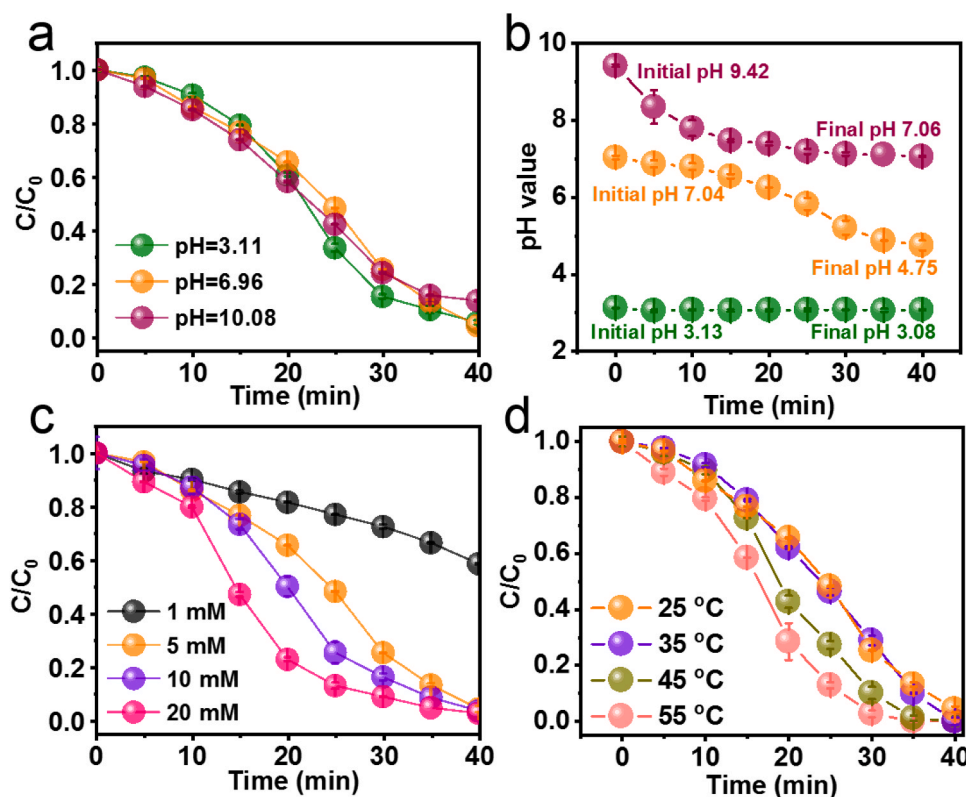 a
C/C0
1.0
0.8
0.6
0.4
0.2
0.0
pH=3.11
pH=6.96
pH=10.08
0 10 20 30 40
Time (min)
b
pH value
10
8
6
4
2
Initial pH 9.42
Final pH 7.06
Initial pH 7.04
Final pH 4.75
Initial pH 3.13
Final pH 3.08
0 10 20 30 40
Time (min)
c
C/C0
1.0
0.8
0.6
0.4
0.2
0.0
1 mM
5 mM
10 mM
20 mM
0 10 20 30 40
Time (min)
d
C/C0
1.0
0.8
0.6
0.4
0.2
0.0
25 °C
35 °C
45 °C
55 °C
0 10 20 30 40
Time (min)